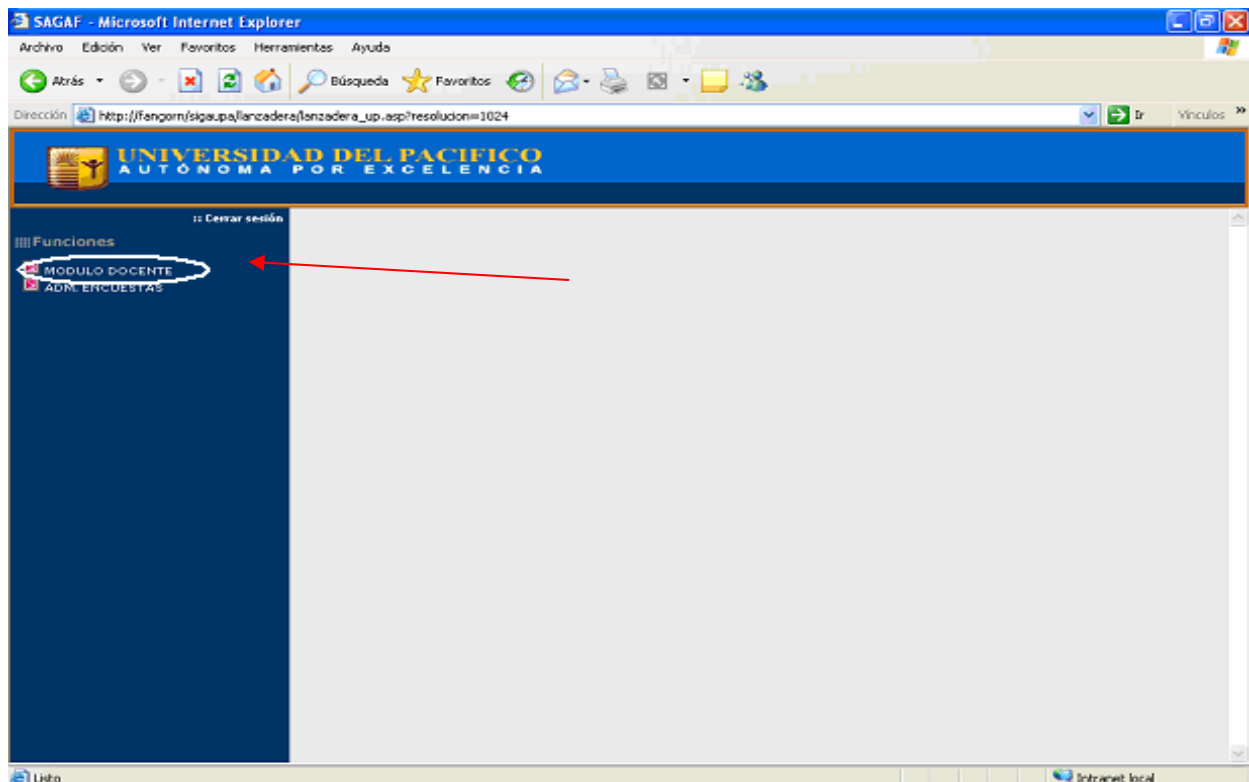 SAGAF - Microsoft Internet Explorer
Archivo Edición Ver Favoritos Herramientas Ayuda
Atrás Búsqueda Favoritos
Dirección http://fangorn/sigaupa/lanzadera/lanzadera_up.asp?resolucion=1024 Ir Vínculos »
UNIVERSIDAD DEL PACIFICO
AUTÓNOMA POR EXCELENCIA
:: Cerrar sesión
Funciones
MODULO DOCENTE
ADM. ENCUESTAS
Listo Intranet local